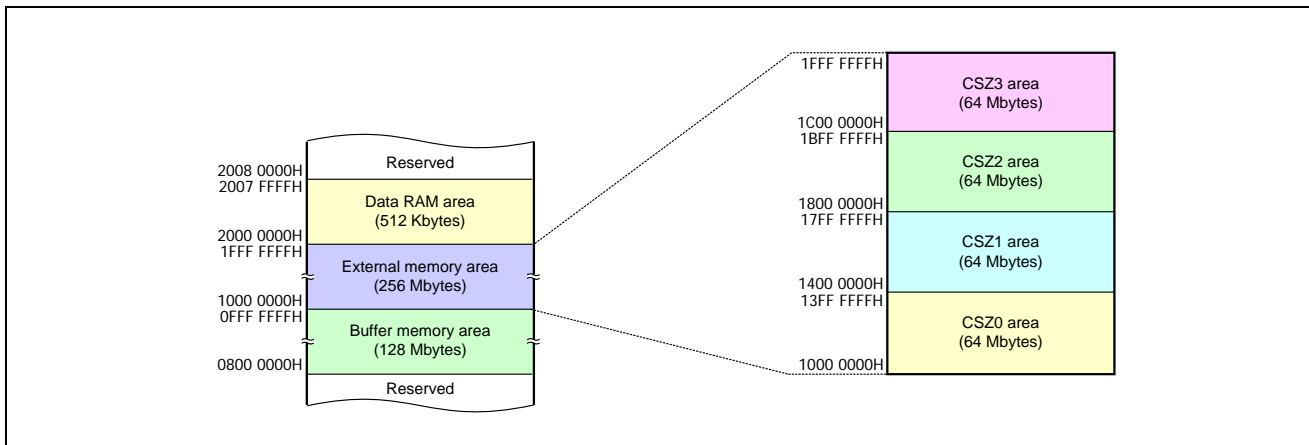 Reserved
2008 0000H
2007 FFFFH
Data RAM area
(512 Kbytes)
2000 0000H
1FFF FFFFH
External memory area
(256 Mbytes)
1000 0000H
0FFF FFFFH
Buffer memory area
(128 Mbytes)
0800 0000H
Reserved
1FFF FFFFH
CSZ3 area
(64 Mbytes)
1C00 0000H
1BFF FFFFH
CSZ2 area
(64 Mbytes)
1800 0000H
17FF FFFFH
CSZ1 area
(64 Mbytes)
1400 0000H
13FF FFFFH
CSZ0 area
(64 Mbytes)
1000 0000H